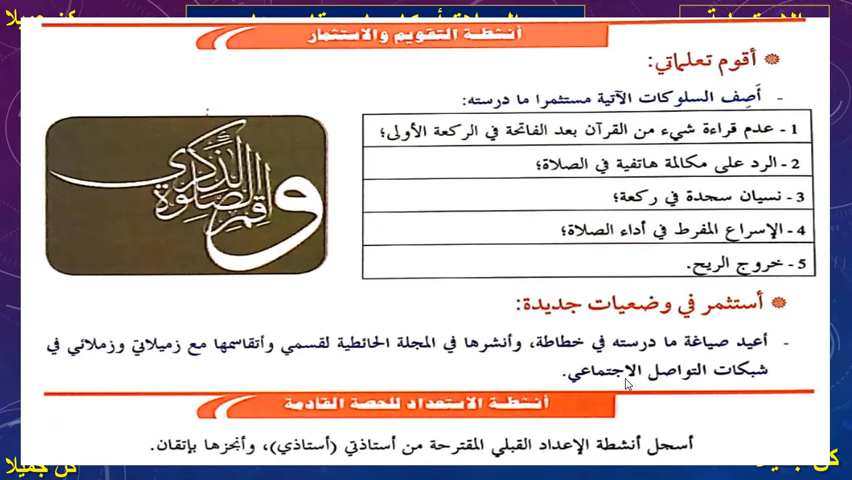 أنشطة التقويم والاستثمار
أقوم تعلماتي:
- أَصِف السلوكات الآتية مستثمرا ما درسته:
1 - عدم قراءة شيء من القرآن بعد الفاتحة في الركعة الأولى؛
2 - الرد على مكالمة هاتفية في الصلاة؛
3 - نسيان سجدة في ركعة؛
4 - الإسراع المفرط في أداء الصلاة؛
5 - خروج الريح.
وأقم الصلوة لذكري
أستثمر في وضعيات جديدة:
- أعيد صياغة ما درسته في خطاطة، وأنشرها في المجلة الحائطية لقسمي وأتقاسمها مع زميلاتي وزملائي في
شبكات التواصل الاجتماعي.
أنشطة الاستعداد للحصة القادمة
أسجل أنشطة الإعداد القبلي المقترحة من أستاذتي (أستاذي)، وأنجزها بإتقان.
كن جميلا